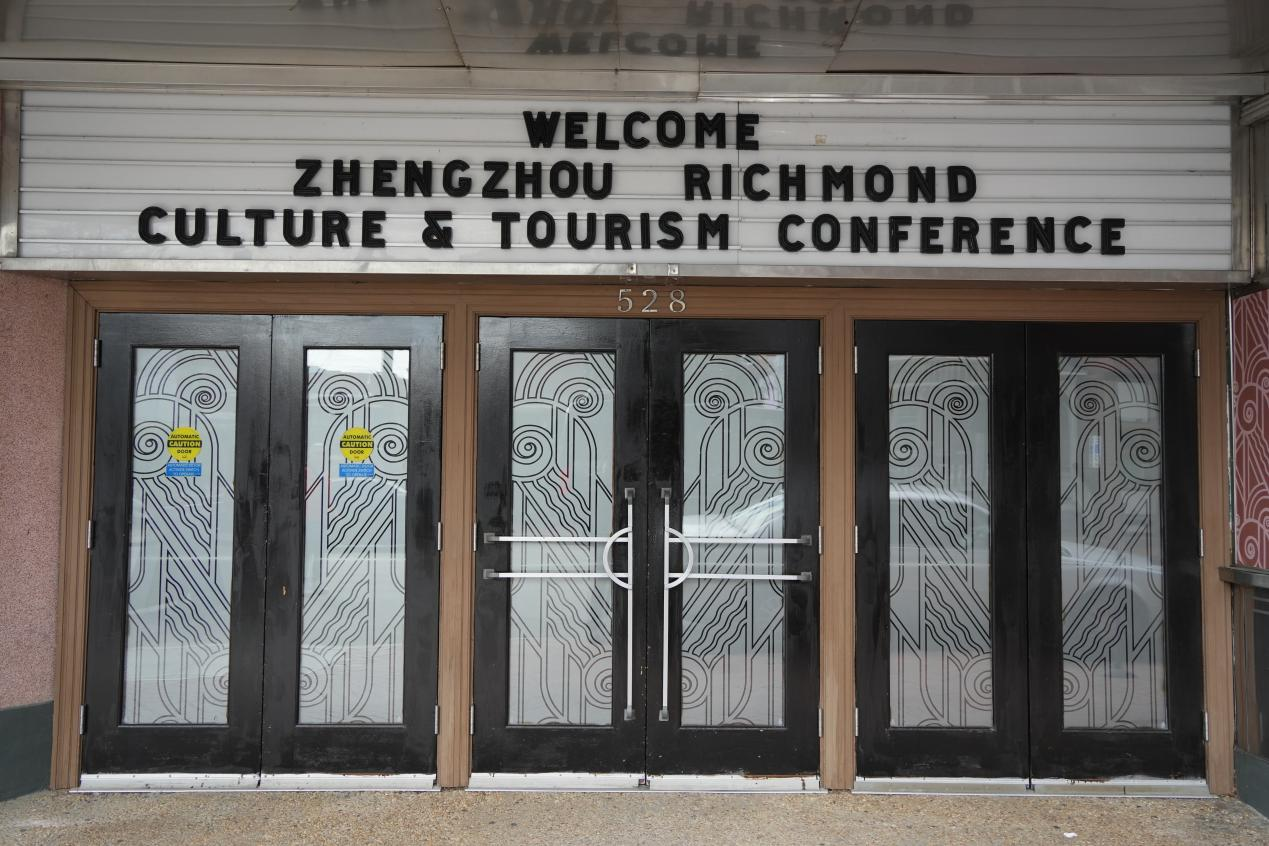 WELCOME
ZHENGZHOU RICHMOND
CULTURE & TOURISM CONFERENCE
528
AUTOMATIC
CAUTION
DOOR
AUTOMATIC
CAUTION
DOOR